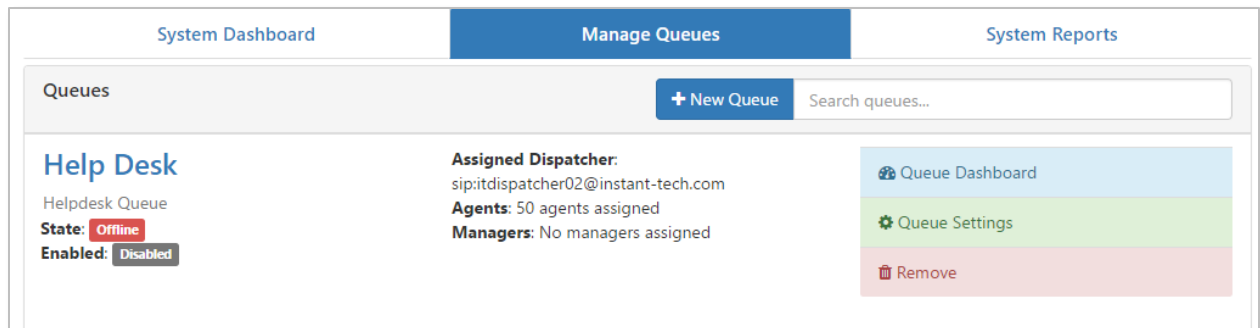 System Dashboard
Manage Queues
System Reports
Queues
+ New Queue
Search queues...
Help Desk
Helpdesk Queue
State: Offline
Enabled: Disabled
Assigned Dispatcher:
sip:itdispatcher02@instant-tech.com
Agents: 50 agents assigned
Managers: No managers assigned
Queue Dashboard
Queue Settings
Remove